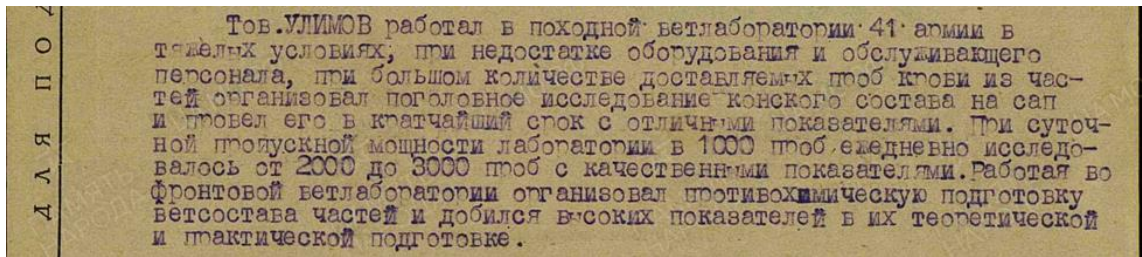 Тов.УЛИМОВ работал в походной ветлаборатории 41 армии в
тяжелых условиях, при недостатке оборудования и обслуживающего
персонала, при большом количестве доставляемых проб крови из час-
тей организовал поголовное исследование конского состава на сап
и провел его в кратчайший срок с отличными показателями. При суточ-
ной пропускной мощности лаборатории в 1000 проб ежедневно исследо-
валось от 2000 до 3000 проб с качественными показателями.Работая во
фронтовой ветлаборатории организовал противохимическую подготовку
ветсостава частей и добился высоких показателей в их теоретической
и практической подготовке.
ДЛЯ ПОД